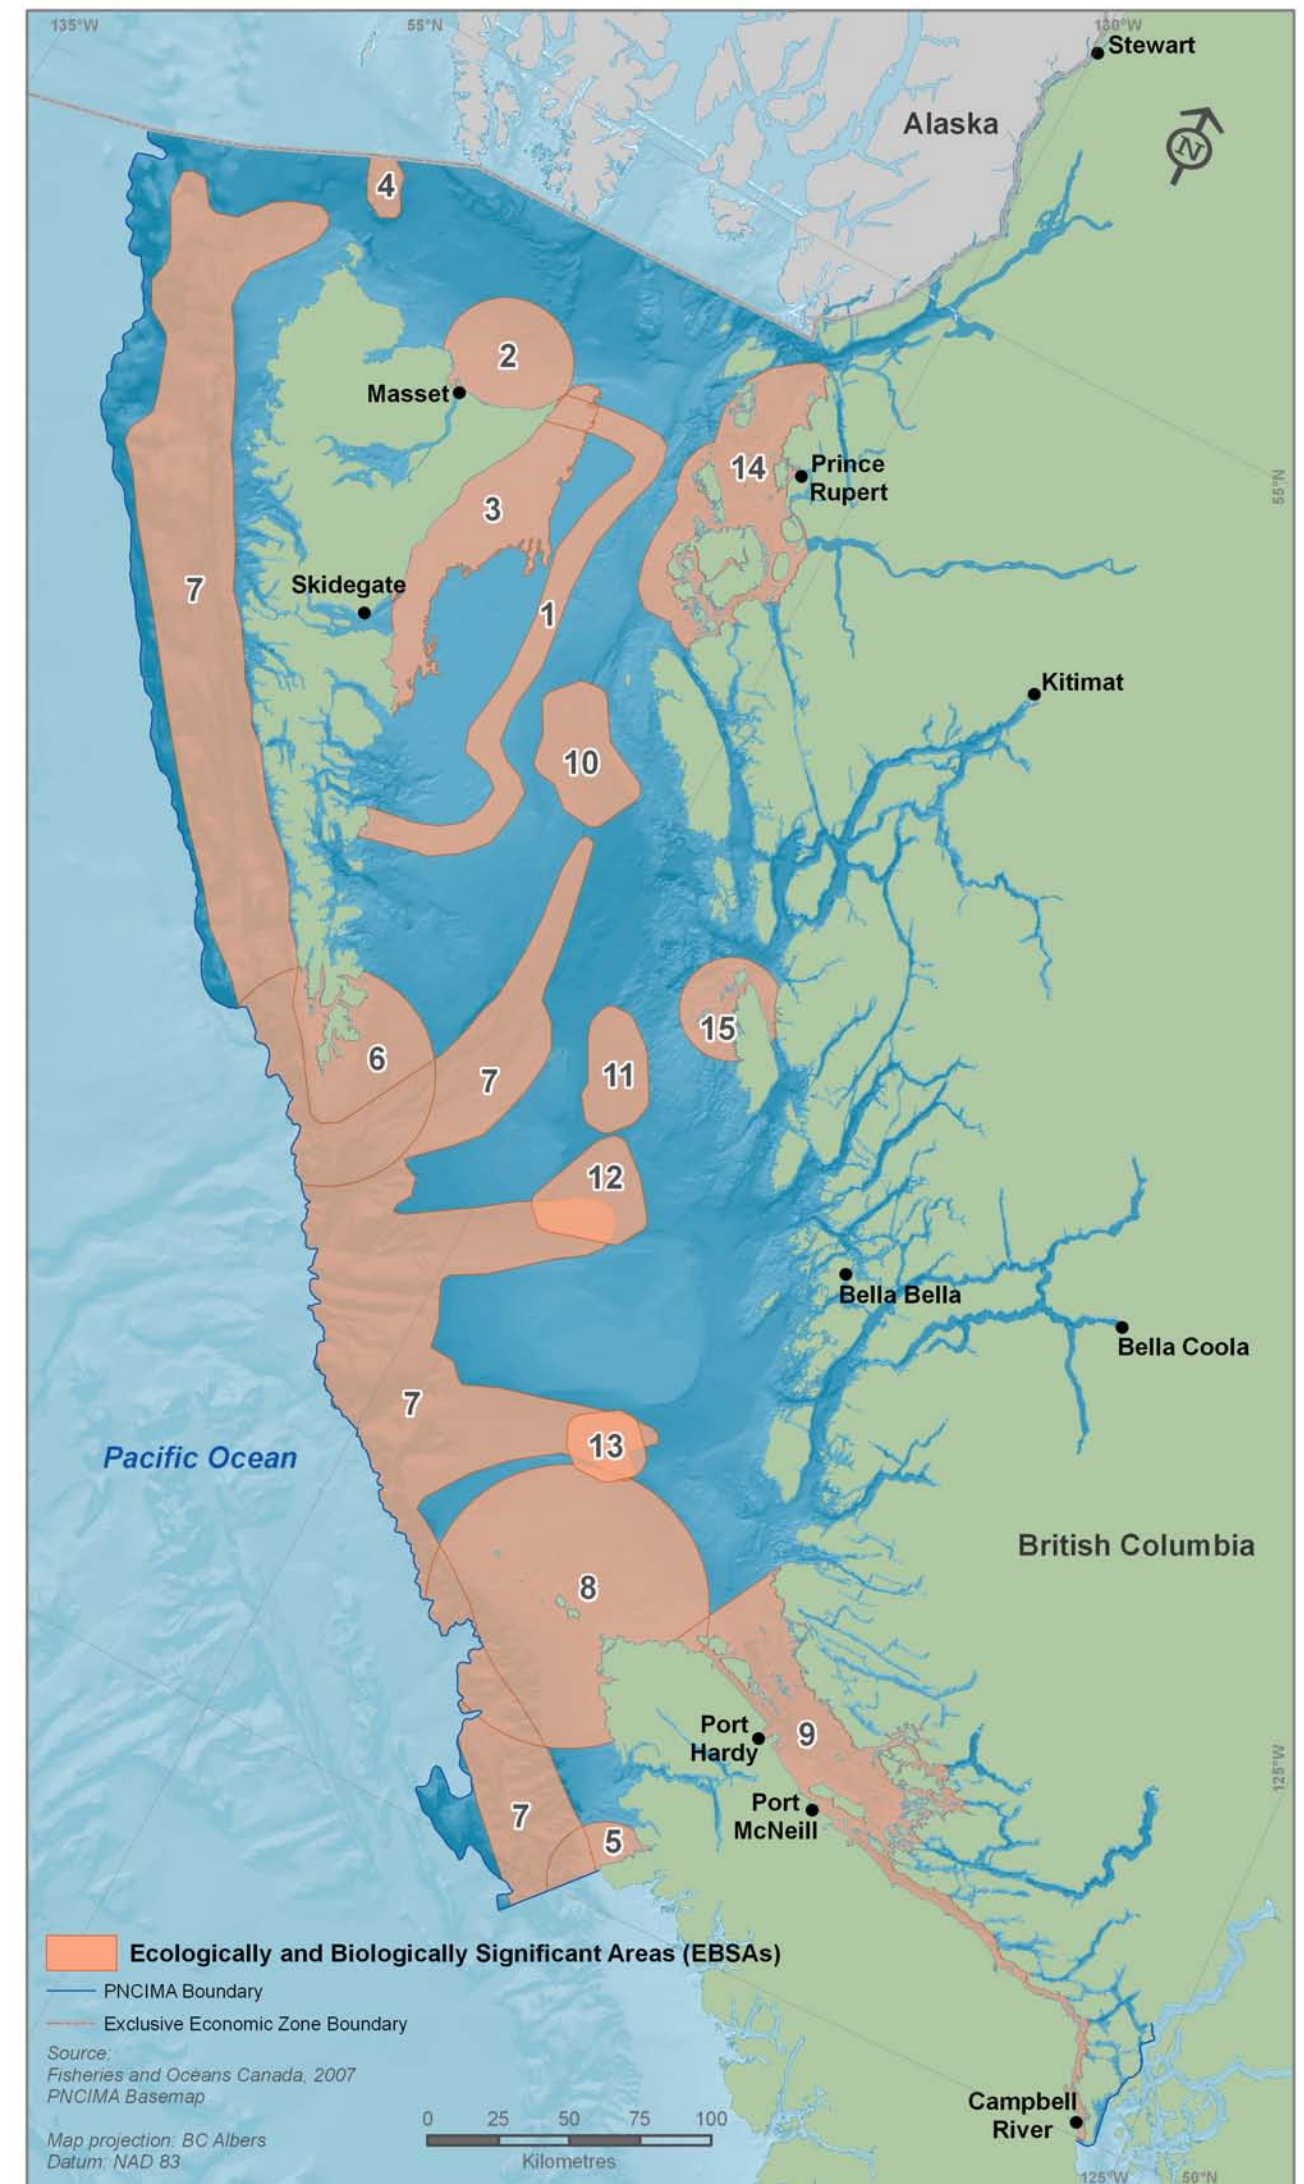 135°W
55°N
130°W
Stewart
Alaska
N
4
2
Masset
14
Prince
Rupert
55°N
3
7
Skidegate
1
Kitimat
10
15
6
7
11
12
Bella Bella
Bella Coola
7
13
Pacific Ocean
British Columbia
8
Port
Hardy
9
125°W
Port
McNeill
7
5
Ecologically and Biologically Significant Areas (EBSAs)
PNCIMA Boundary
Exclusive Economic Zone Boundary
Source:
Fisheries and Oceans Canada, 2007
PNCIMA Basemap
Campbell
River
0 25 50 75 100
Kilometres
Map projection: BC Albers
Datum: NAD 83
125°W
50°N